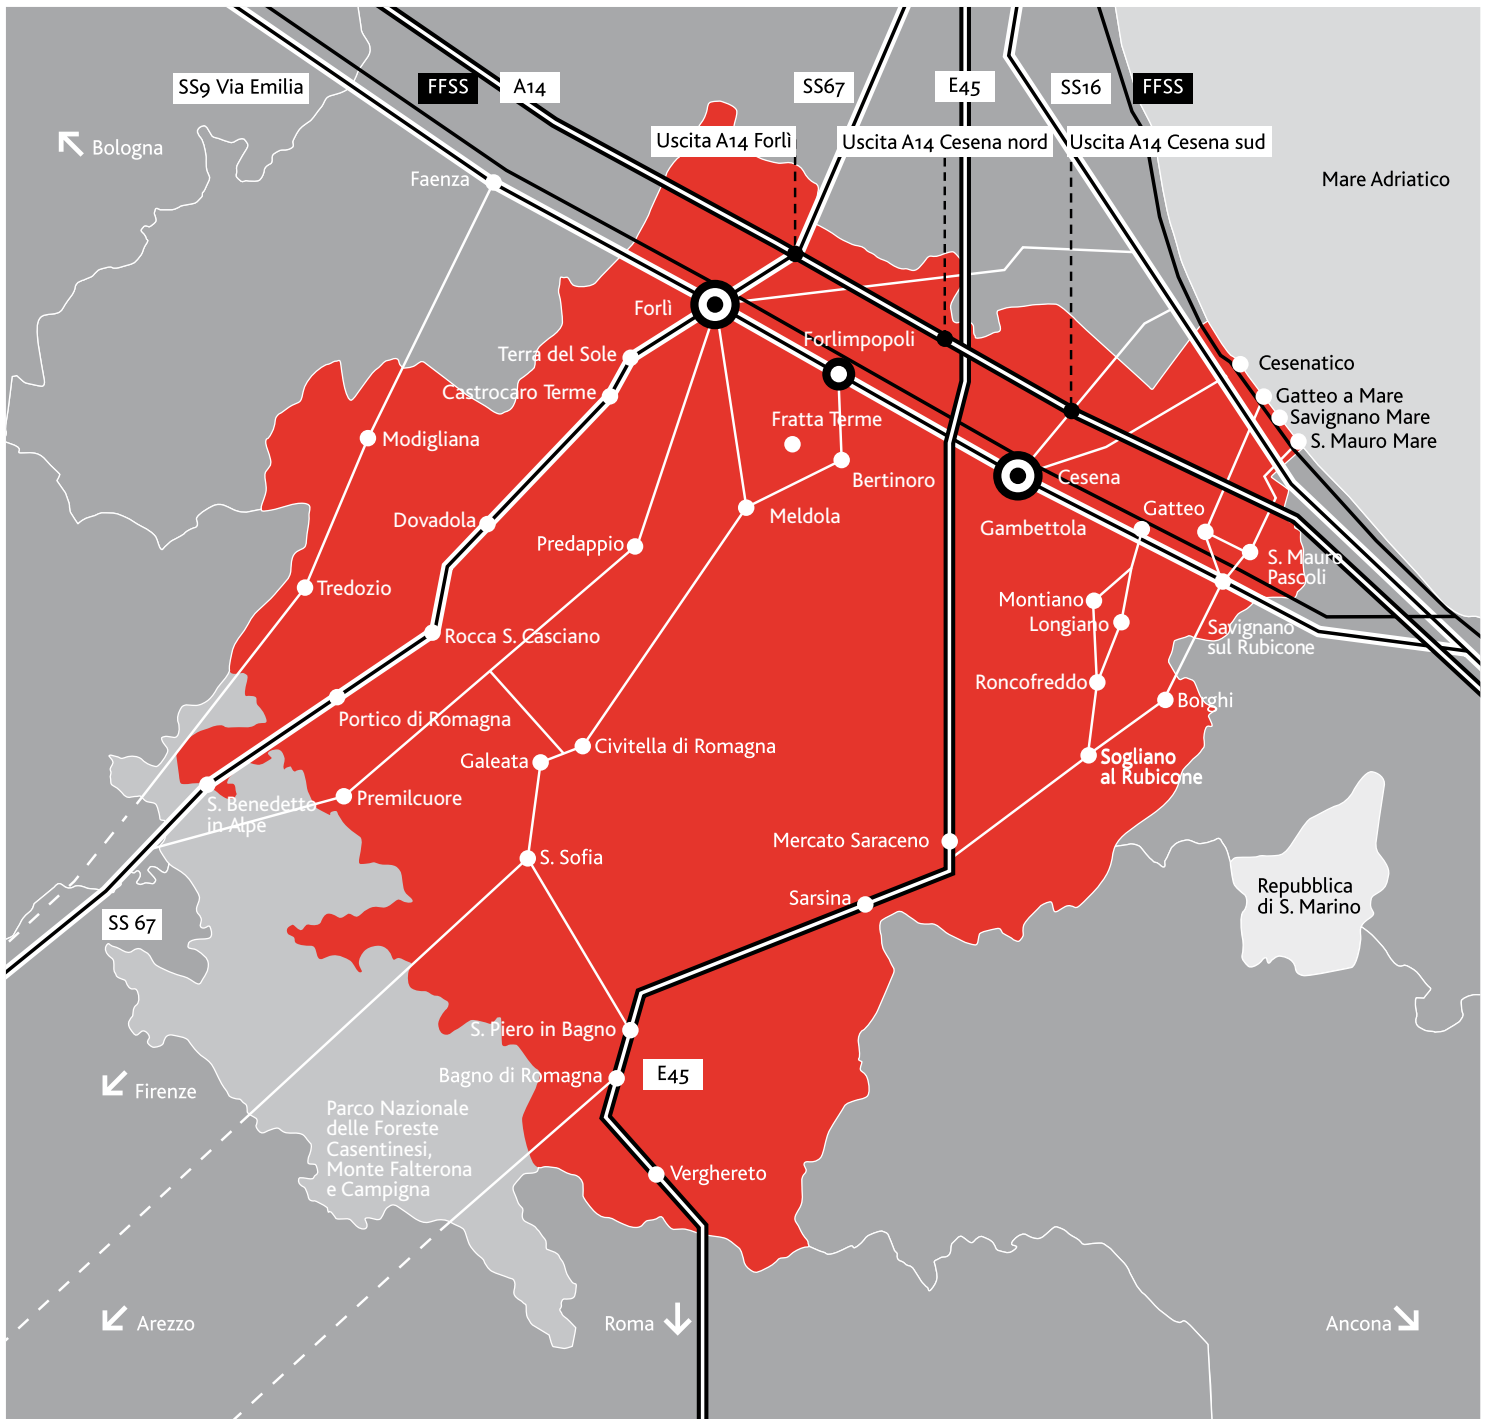 SS9 Via Emilia
FFSS
A14
SS67
E45
SS16
FFSS
Uscita A14 Forlì
Uscita A14 Cesena nord
Uscita A14 Cesena sud
Bologna
Faenza
Mare Adriatico
Forlì
Forlimpopoli
Terra del Sole
Cesenatico
Castrocaro Terme
Gatteo a Mare
Fratta Terme
Savignano Mare
Modigliana
S. Mauro Mare
Bertinoro
Cesena
Dovadola
Meldola
Gatteo
Gambettola
Predappio
S. Mauro
Pascoli
Tredozio
Montiano
Longiano
Rocca S. Casciano
Savignano
sul Rubicone
Roncofreddo
Borghi
Portico di Romagna
Civitella di Romagna
Galeata
Sogliano
al Rubicone
S. Benedetto
in Alpe
Premilcuore
Mercato Saraceno
S. Sofia
Sarsina
Repubblica
di S. Marino
SS 67
S. Piero in Bagno
Bagno di Romagna
E45
Firenze
Parco Nazionale
delle Foreste
Casentinesi,
Monte Falterona
e Campigna
Verghereto
Arezzo
Roma
Ancona